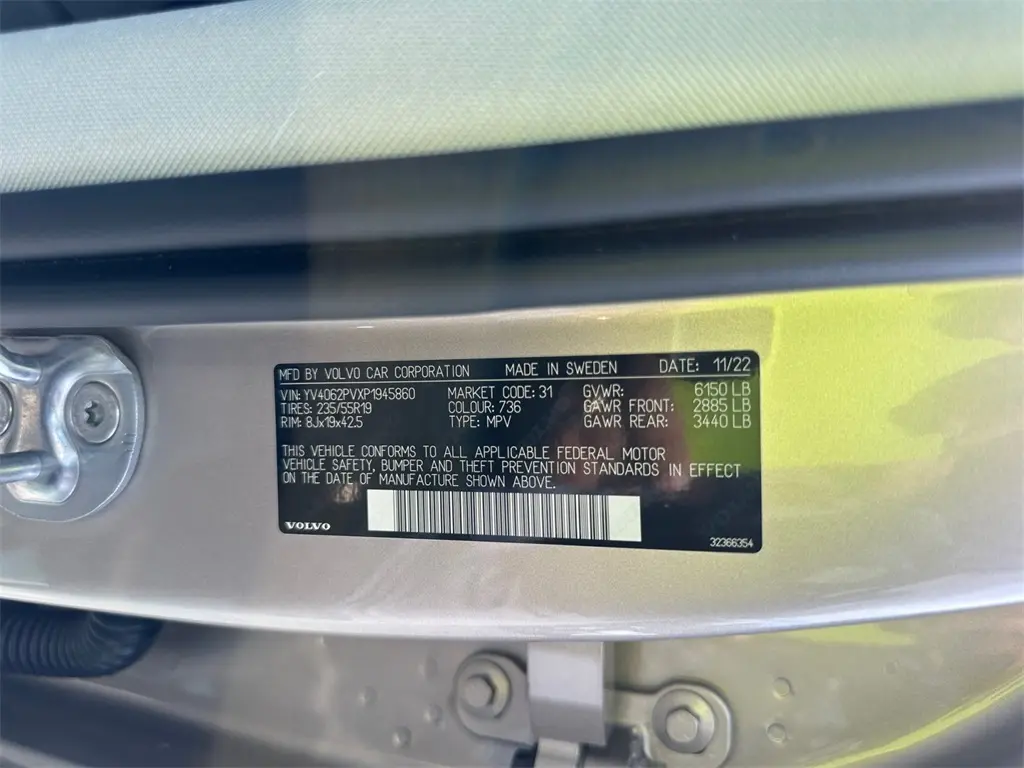 MFD BY VOLVO CAR CORPORATION MADE IN SWEDEN DATE: 11/22
VIN: YV4062PVXP1945860 MARKET CODE: 31 GVWR: 6150 LB
TIRES: 235/55R19 COLOUR: 736 GAWR FRONT: 2885 LB
RIM: 8Jx19x42.5 TYPE: MPV GAWR REAR: 3440 LB
THIS VEHICLE CONFORMS TO ALL APPLICABLE FEDERAL MOTOR
VEHICLE SAFETY, BUMPER AND THEFT PREVENTION STANDARDS IN EFFECT
ON THE DATE OF MANUFACTURE SHOWN ABOVE.
VOLVO
32366354